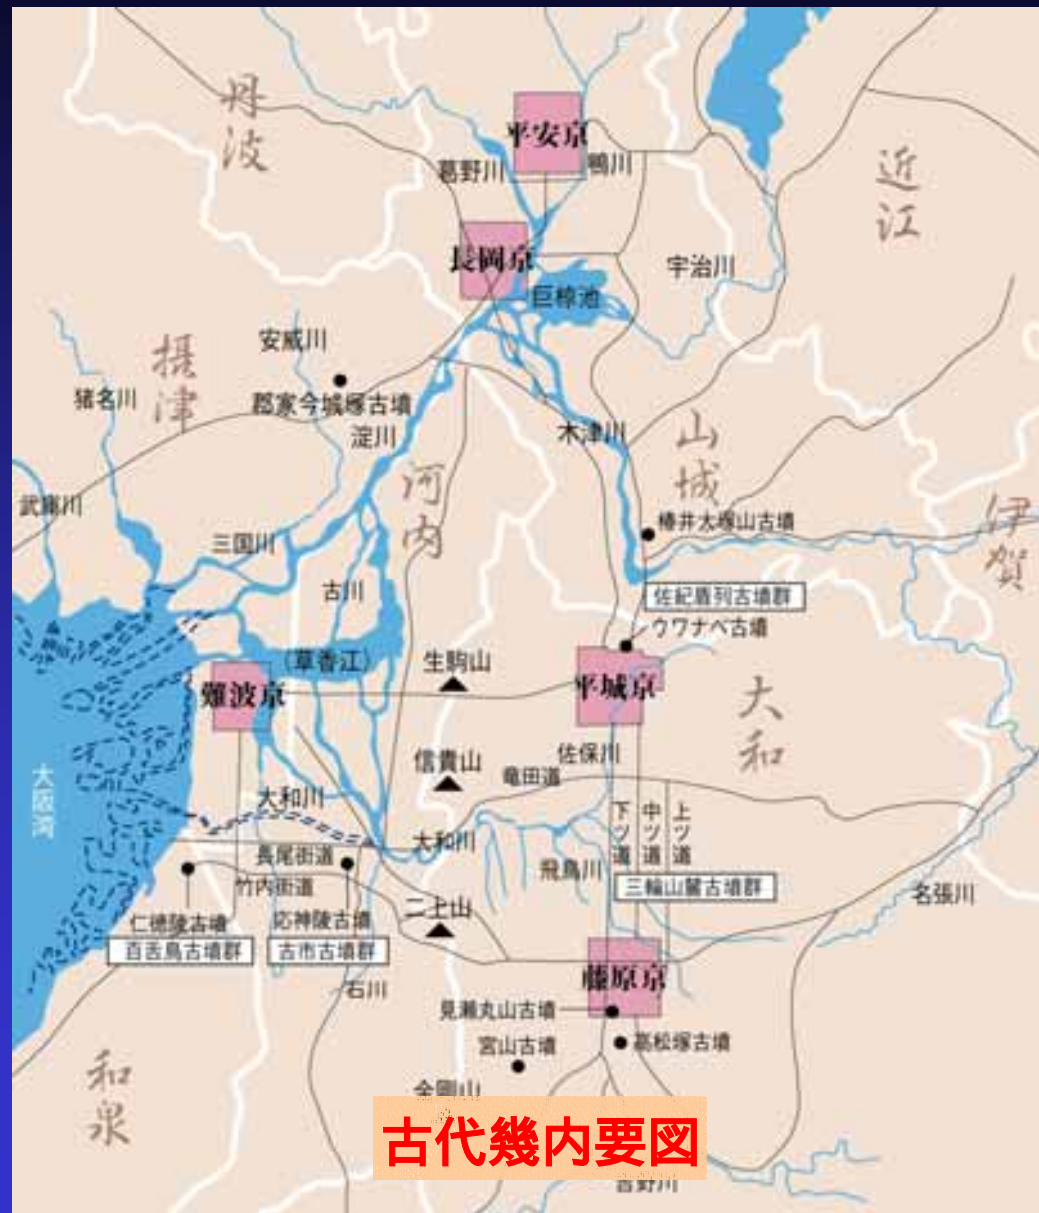 丹波
平安京
葛野川
鴨川
近江
長岡京
宇治川
巨椋池
安威川
摂津
猪名川
郡家今城塚古墳
淀川
木津川
山城
河内
武庫川
椿井大塚山古墳
伊賀
三国川
古川
佐紀盾列古墳群
ウワナベ古墳
(草香江)
生駒山
難波京
平城京
大和
佐保川
信貴山
竜田道
大阪湾
大和川
下ツ道
中ツ道
上ツ道
大和川
長尾街道
飛鳥川
竹内街道
三輪山麓古墳群
名張川
二上山
仁徳陵古墳
応神陵古墳
百舌鳥古墳群
古市古墳群
藤原京
石川
見瀬丸山古墳
高松塚古墳
宮山古墳
和泉
金剛山
古代幾内要図
吉野川